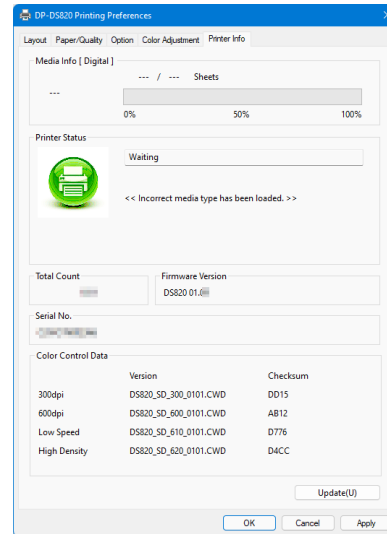 DP-DS820 Printing Preferences
Layout Paper/Quality Option Color Adjustment Printer Info
Media Info [ Digital ]
--- / --- Sheets
---
0% 50% 100%
Printer Status
Waiting
<< Incorrect media type has been loaded. >>
Total Count Firmware Version
DS820 01.
Serial No.
Color Control Data
Version Checksum
300dpi DS820_SD_300_0101.CWD DD15
600dpi DS820_SD_600_0101.CWD AB12
Low Speed DS820_SD_610_0101.CWD D776
High Density DS820_SD_620_0101.CWD D4CC
Update(U)
OK Cancel Apply